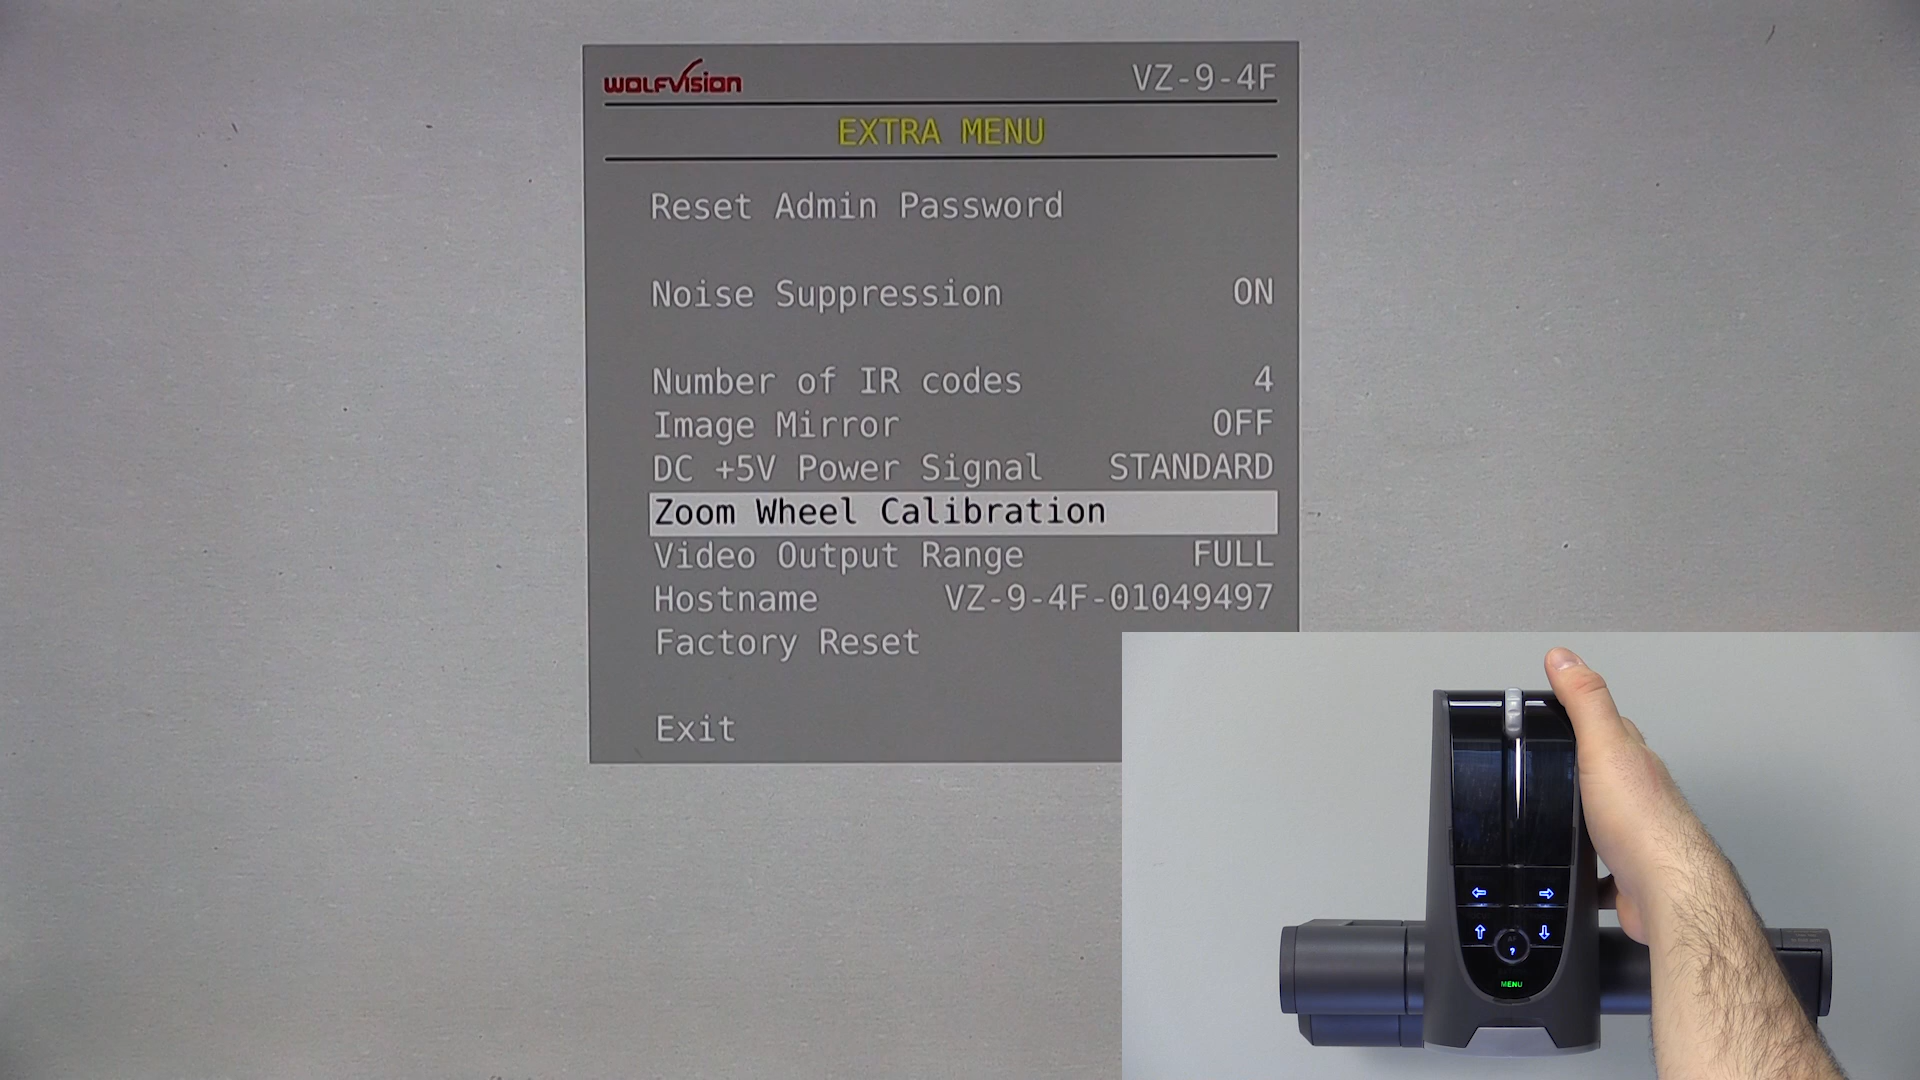 WOLFVISION
VZ-9-4F
EXTRA MENU
Reset Admin Password
Noise Suppression ON
Number of IR codes 4
Image Mirror OFF
DC +5V Power Signal STANDARD
Zoom Wheel Calibration
Video Output Range FULL
Hostname VZ-9-4F-01049497
Factory Reset
Exit
?
MENU